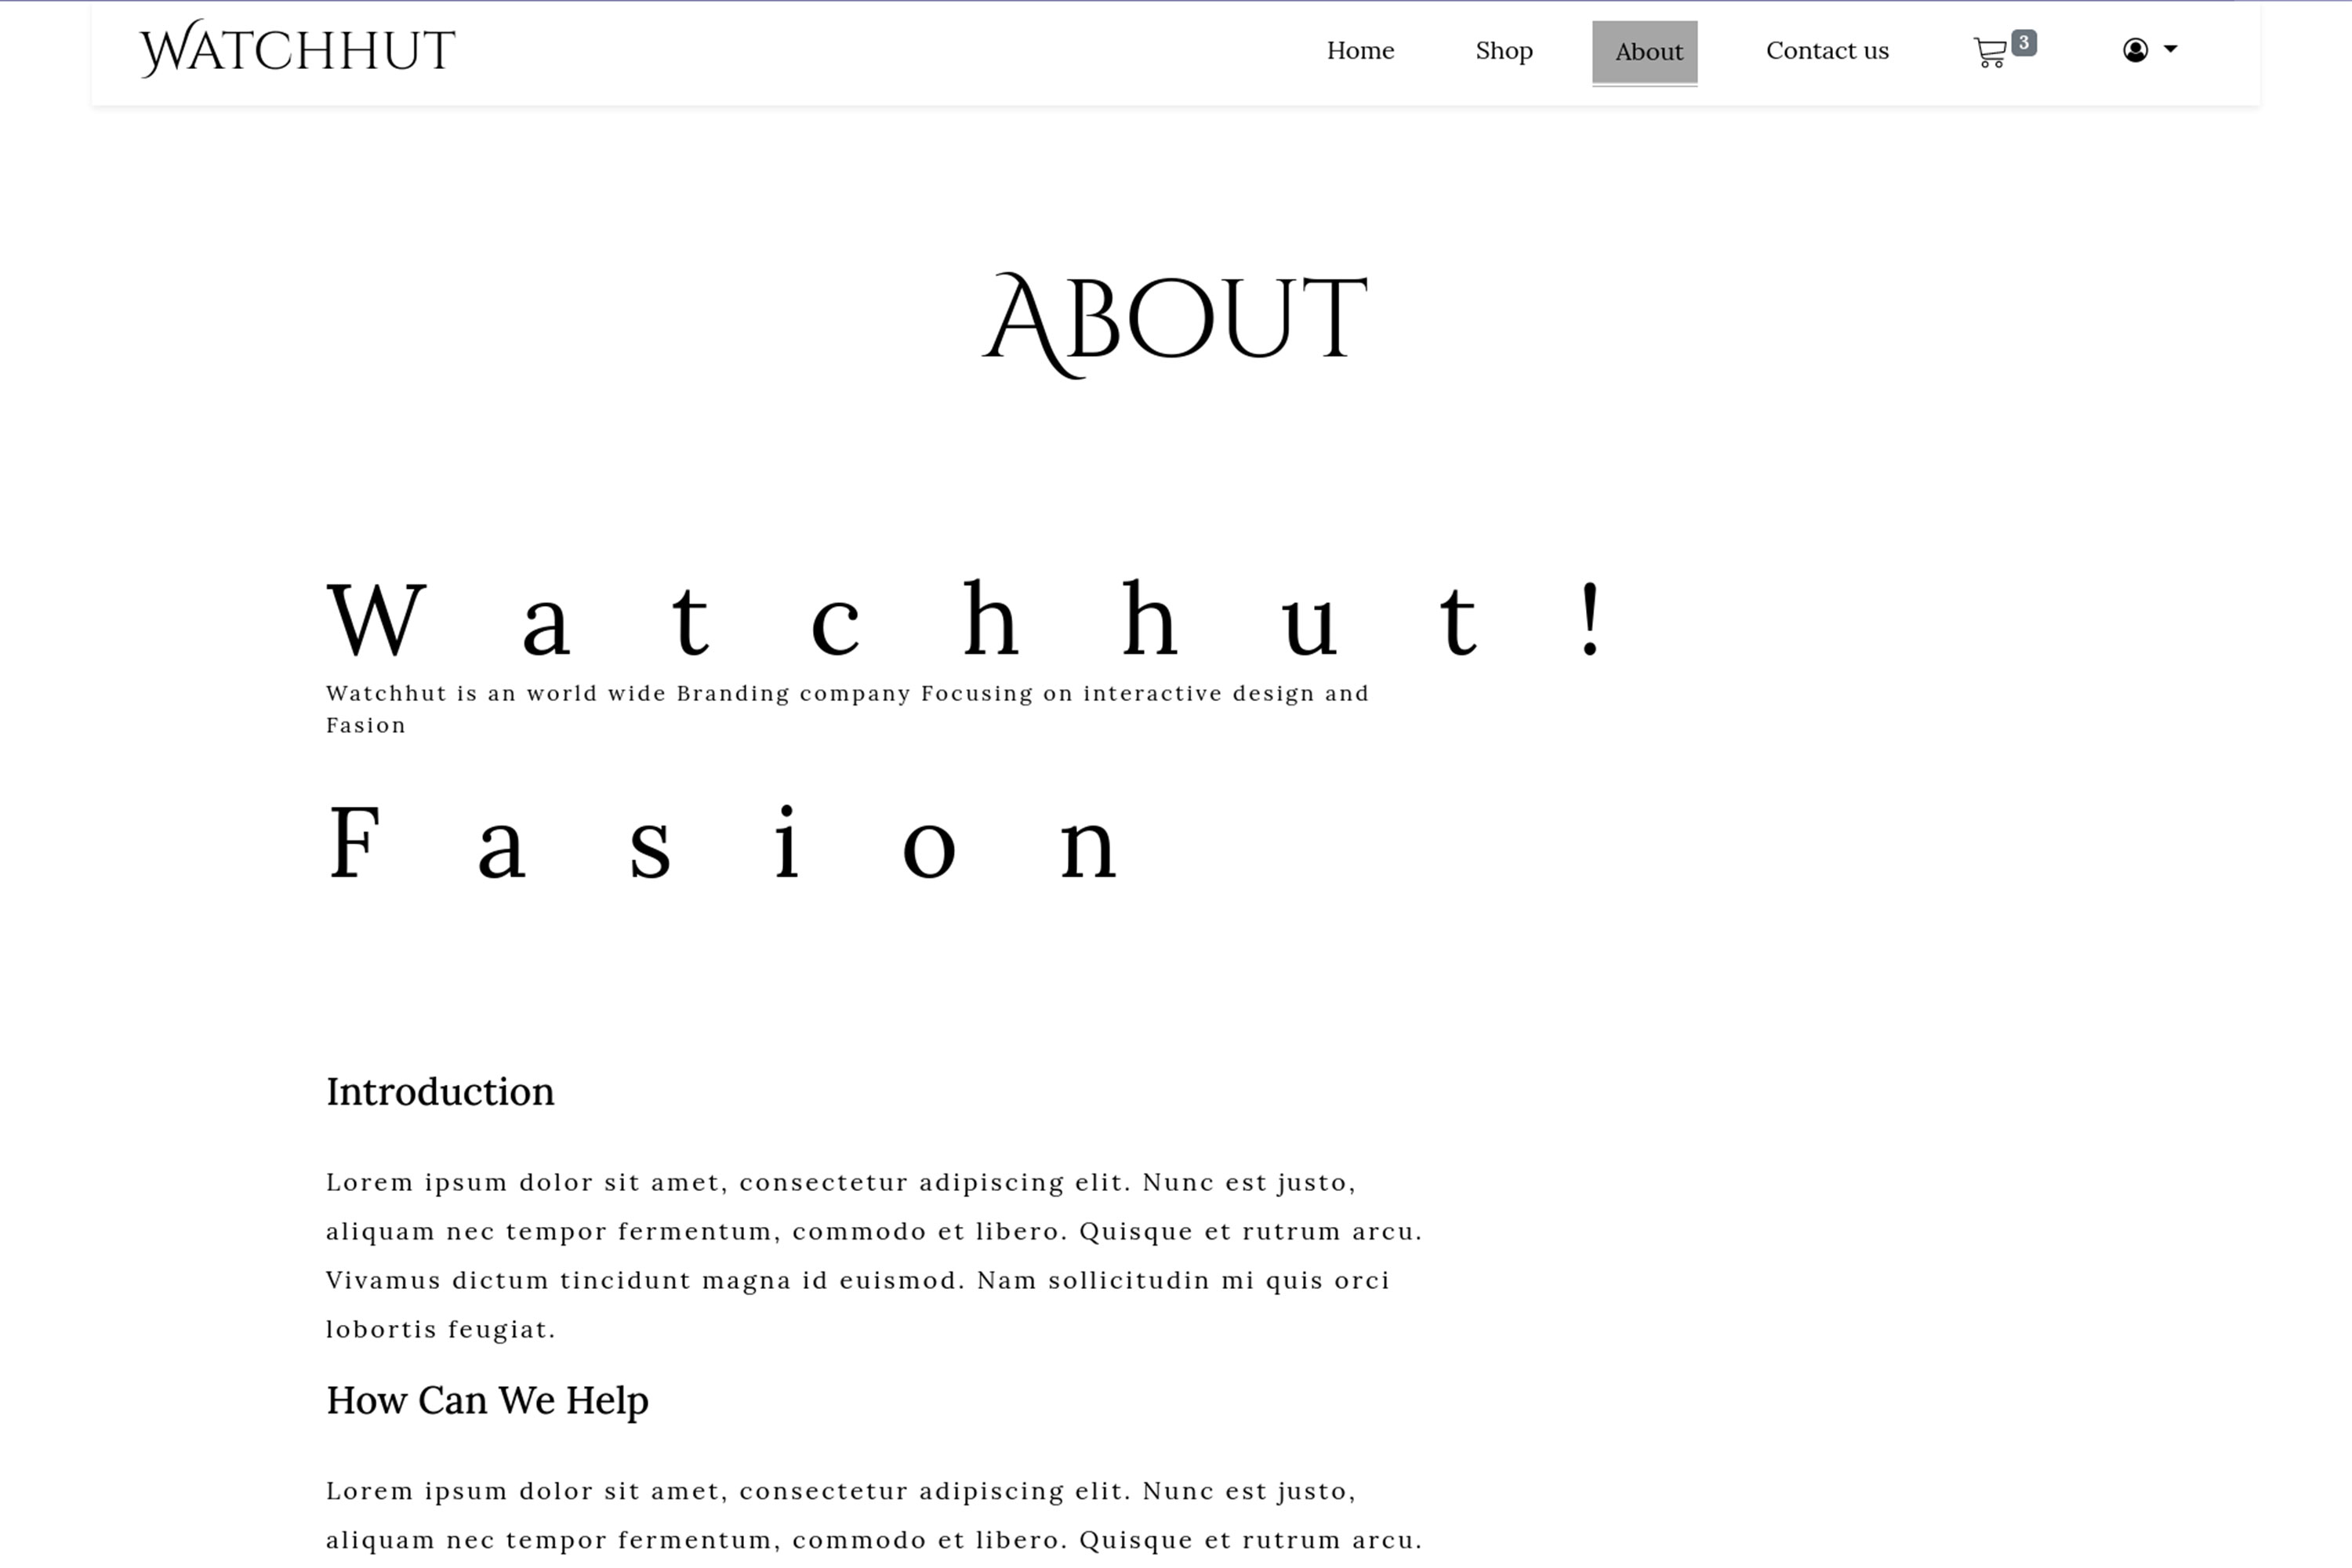 WATCHHUT
Home Shop About Contact us 3
ABOUT
Watchhut!
Watchhut is an world wide Branding company Focusing on interactive design and
Fasion
Fasion
Introduction
Lorem ipsum dolor sit amet, consectetur adipiscing elit. Nunc est justo,
aliquam nec tempor fermentum, commodo et libero. Quisque et rutrum arcu.
Vivamus dictum tincidunt magna id euismod. Nam sollicitudin mi quis orci
lobortis feugiat.
How Can We Help
Lorem ipsum dolor sit amet, consectetur adipiscing elit. Nunc est justo,
aliquam nec tempor fermentum, commodo et libero. Quisque et rutrum arcu.